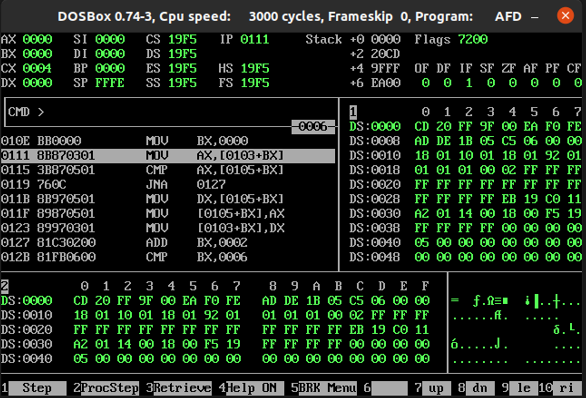 DOSBox 0.74-3, Cpu speed: 3000 cycles, Frameskip 0, Program: AFD
AX 0000 SI 0000 CS 19F5 IP 0111 Stack +0 0000 Flags 7200
BX 0000 DI 0000 DS 19F5 +2 20CD
CX 0004 BP 0000 ES 19F5 HS 19F5 +4 9FFF OF DF IF SF ZF AF PF CF
DX 0000 SP FFFE SS 19F5 FS 19F5 +6 EA00 0 0 1 0 0 0 0 0
CMD >
0006
010E BB0000 MOV BX,0000
0111 8B870301 MOV AX,[0103+BX]
0115 3B870501 CMP AX,[0105+BX]
0119 760C JNA 0127
011B 8B970501 MOV DX,[0105+BX]
011F 89870501 MOV [0105+BX],AX
0123 89970301 MOV [0103+BX],DX
0127 81C30200 ADD BX,0002
012B 81FB0600 CMP BX,0006
1 0 1 2 3 4 5 6 7
DS:0000 CD 20 FF 9F 00 EA F0 FE
DS:0008 AD DE 1B 05 C5 06 00 00
DS:0010 18 01 10 01 18 01 92 01
DS:0018 01 01 01 00 02 FF FF FF
DS:0020 FF FF FF FF FF FF FF FF
DS:0028 FF FF FF FF EB 19 C0 11
DS:0030 A2 01 14 00 18 00 F5 19
DS:0038 FF FF FF FF 00 00 00 00
DS:0040 05 00 00 00 00 00 00 00
DS:0048 00 00 00 00 00 00 00 00
2 0 1 2 3 4 5 6 7 8 9 A B C D E F
DS:0000 CD 20 FF 9F 00 EA F0 FE AD DE 1B 05 C5 06 00 00
DS:0010 18 01 10 01 18 01 92 01 01 01 01 00 02 FF FF FF
DS:0020 FF FF FF FF FF FF FF FF FF FF FF FF EB 19 C0 11
DS:0030 A2 01 14 00 18 00 F5 19 FF FF FF FF 00 00 00 00
DS:0040 05 00 00 00 00 00 00 00 00 00 00 00 00 00 00 00
1 Step 2 ProcStep 3 Retrieve 4 Help ON 5 BRK Menu 6 7 up 8 dn 9 le 10 ri